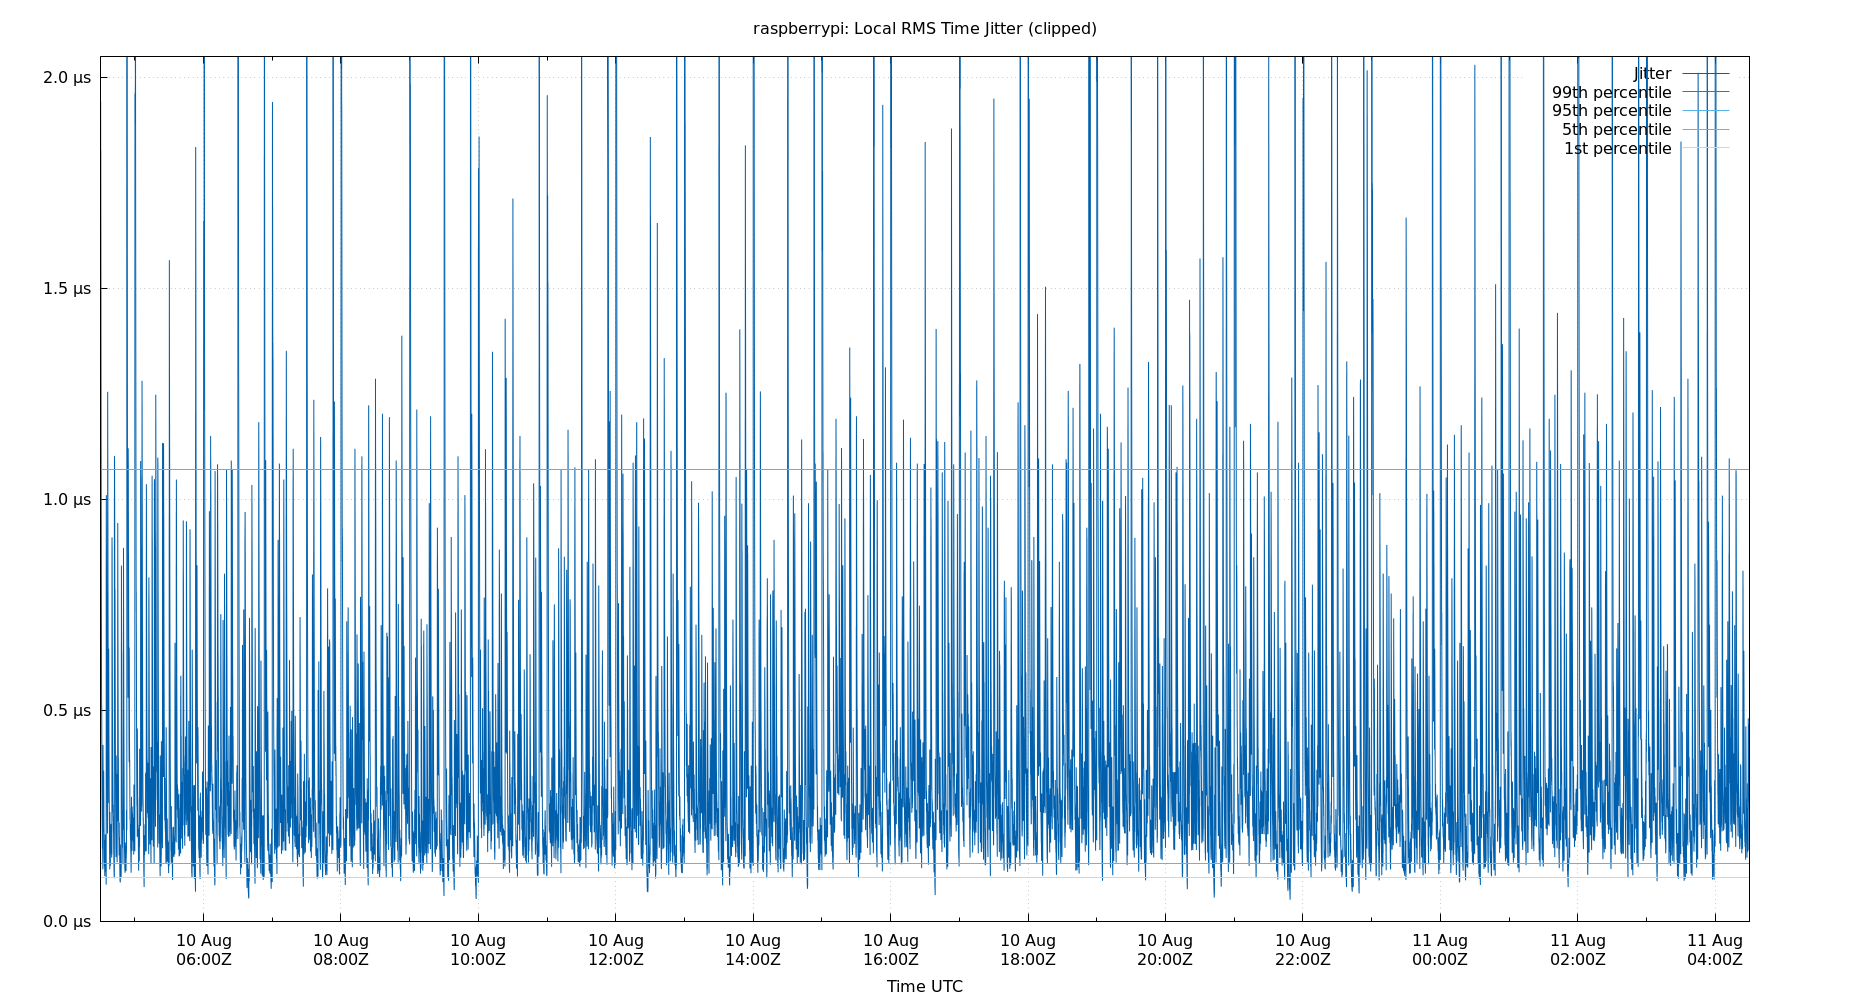 raspberrypi: Local RMS Time Jitter (clipped)
2.0 µs
1.5 µs
1.0 µs
0.5 µs
0.0 µs
Jitter
99th percentile
95th percentile
5th percentile
1st percentile
10 Aug 10 Aug 10 Aug 10 Aug 10 Aug 10 Aug 10 Aug 10 Aug 10 Aug 11 Aug 11 Aug 11 Aug
06:00Z 08:00Z 10:00Z 12:00Z 14:00Z 16:00Z 18:00Z 20:00Z 22:00Z 00:00Z 02:00Z 04:00Z
Time UTC